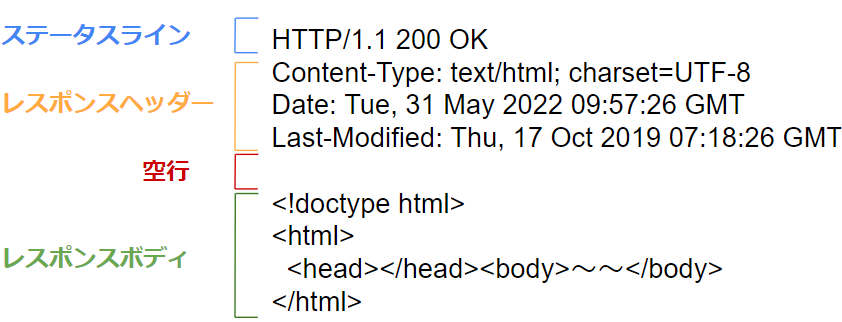 ステータスライン
HTTP/1.1 200 OK
レスポンスヘッダー
Content-Type: text/html; charset=UTF-8
Date: Tue, 31 May 2022 09:57:26 GMT
Last-Modified: Thu, 17 Oct 2019 07:18:26 GMT
空行
レスポンスボディ
<!doctype html>
<html>
  <head></head><body>~~</body>
</html>